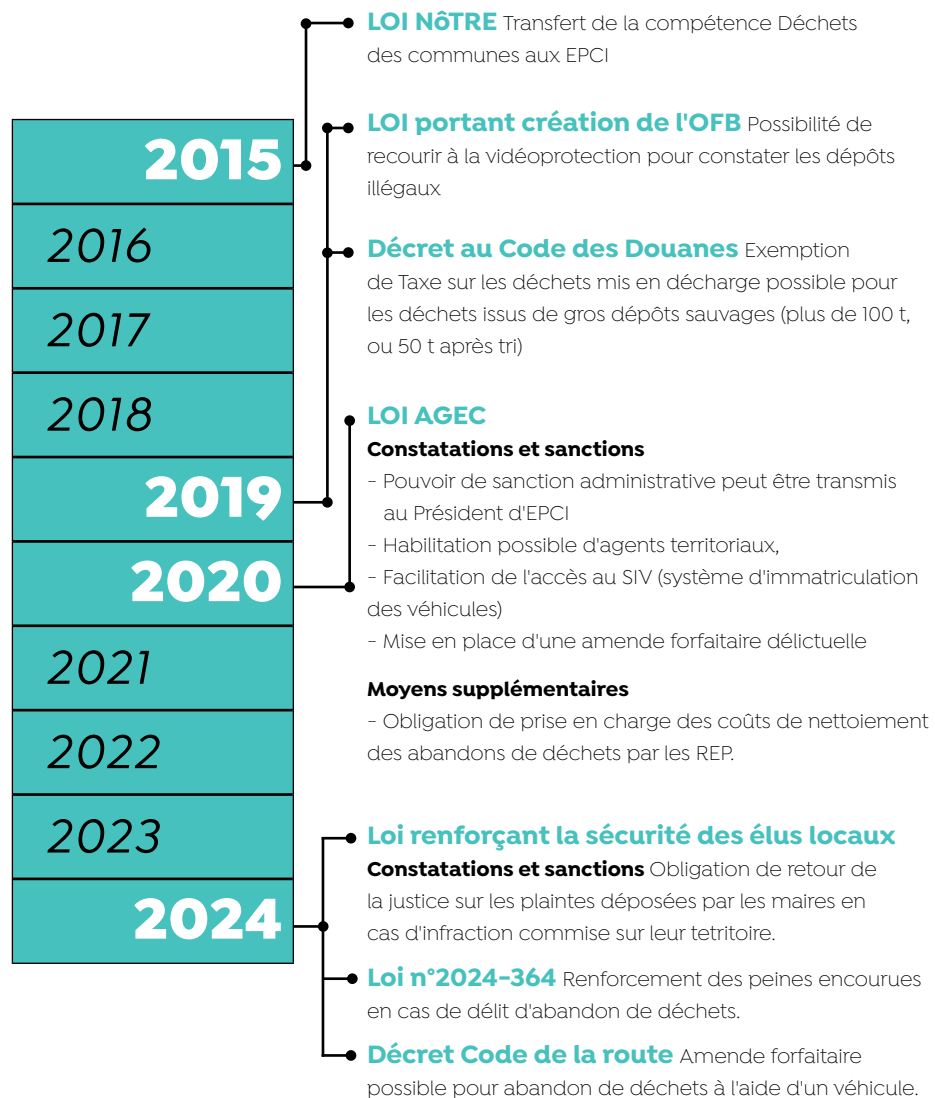 LOI NôTRE Transfert de la compétence Déchets
des communes aux EPCI
LOI portant création de l'OFB Possibilité de
recourir à la vidéoprotection pour constater les dépôts
illégaux
2015
2016
Décret au Code des Douanes Exemption
de Taxe sur les déchets mis en décharge possible pour
les déchets issus de gros dépôts sauvages (plus de 100 t,
ou 50 t après tri)
2017
2018
2019
2020
LOI AGEC
Constatations et sanctions
- Pouvoir de sanction administrative peut être transmis
au Président d'EPCI
- Habilitation possible d'agents territoriaux,
- Facilitation de l'accès au SIV (système d'immatriculation
des véhicules)
- Mise en place d'une amende forfaitaire délictuelle
Moyens supplémentaires
- Obligation de prise en charge des coûts de nettoiement
des abandons de déchets par les REP.
2021
2022
2023
2024
Loi renforçant la sécurité des élus locaux
Constatations et sanctions Obligation de retour de
la justice sur les plaintes déposées par les maires en
cas d'infraction commise sur leur tetritoire.
Loi n°2024-364 Renforcement des peines encourues
en cas de délit d'abandon de déchets.
Décret Code de la route Amende forfaitaire
possible pour abandon de déchets à l'aide d'un véhicule.